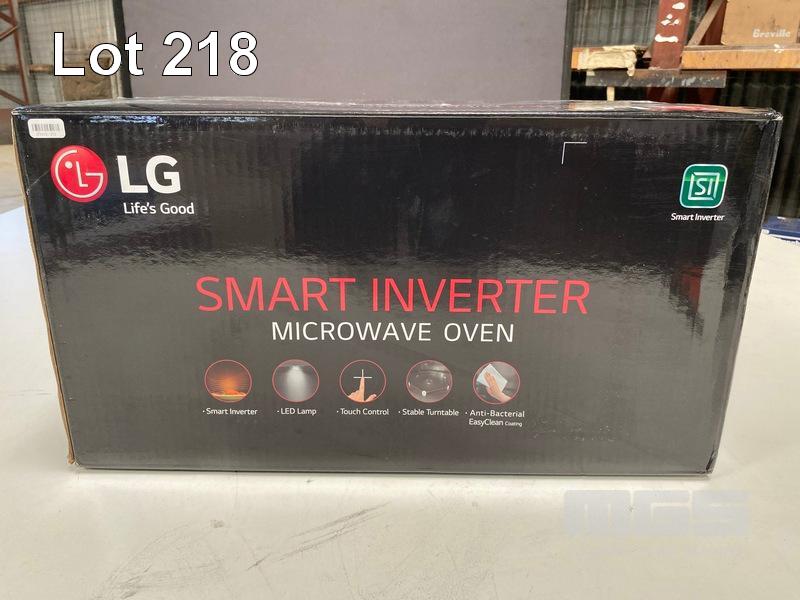 Lot 218
Breville
LG
Life's Good
SI
Smart Inverter
SMART INVERTER
MICROWAVE OVEN
· Smart Inverter · LED Lamp · Touch Control · Stable Turntable · Anti-Bacterial
EasyClean Coating
MGS